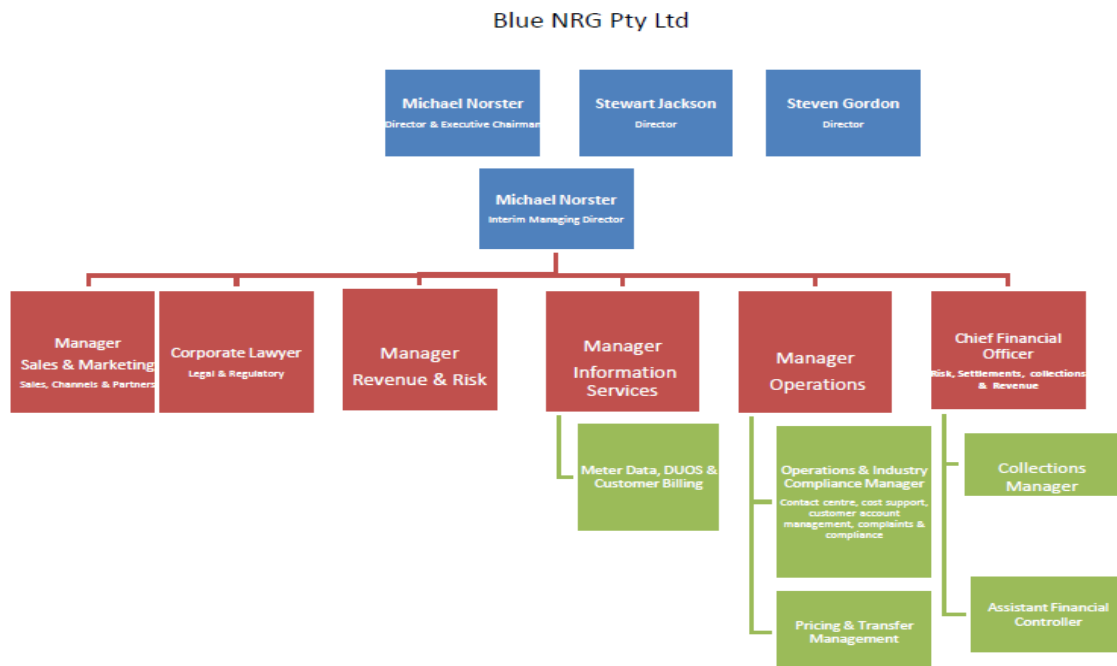 Blue NRG Pty Ltd
Michael Norster
Director & Executive Chairman
Stewart Jackson
Director
Steven Gordon
Director
Michael Norster
Interim Managing Director
Manager
Sales & Marketing
Sales, Channels & Partners
Corporate Lawyer
Legal & Regulatory
Manager
Revenue & Risk
Manager
Information
Services
Manager
Operations
Chief Financial
Officer
Risk, Settlements, collections
& Revenue
Meter Data, DUOS &
Customer Billing
Operations & Industry
Compliance Manager
Contact centre, cost support,
customer account
management, complaints &
compliance
Pricing & Transfer
Management
Collections
Manager
Assistant Financial
Controller